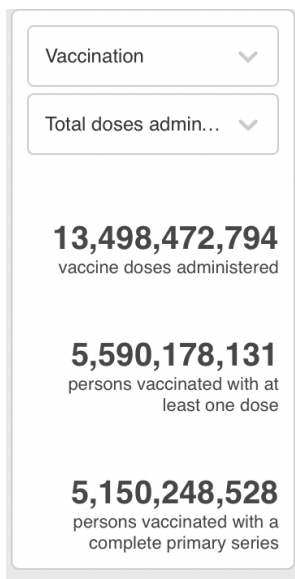 Vaccination
Total doses admin...
13,498,472,794
vaccine doses administered
5,590,178,131
persons vaccinated with at
least one dose
5,150,248,528
persons vaccinated with a
complete primary series